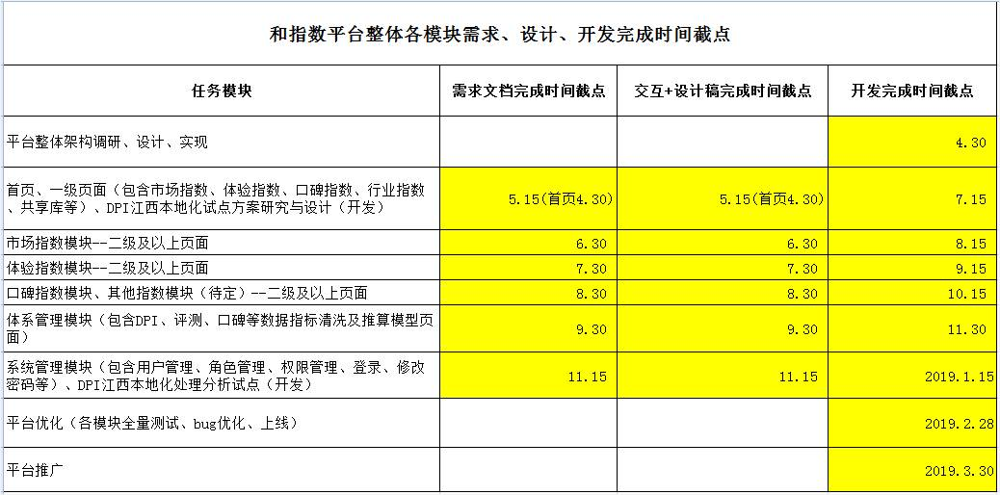 和指数平台整体各模块需求、设计、开发完成时间截点
任务模块 需求文档完成时间截点 交互+设计稿完成时间截点 开发完成时间截点
平台整体架构调研、设计、实现 4.30
首页、一级页面（包含市场指数、体验指数、口碑指数、行业指数
、共享库等）、DPI江西本地化试点方案研究与设计（开发） 5.15(首页4.30) 5.15(首页4.30) 7.15
市场指数模块--二级及以上页面 6.30 6.30 8.15
体验指数模块--二级及以上页面 7.30 7.30 9.15
口碑指数模块、其他指数模块（待定）--二级及以上页面 8.30 8.30 10.15
体系管理模块（包含DPI、评测、口碑等数据指标清洗及推算模型页
面） 9.30 9.30 11.30
系统管理模块（包含用户管理、角色管理、权限管理、登录、修改
密码等）、DPI江西本地化处理分析试点（开发） 11.15 11.15 2019.1.15
平台优化（各模块全量测试、bug优化、上线） 2019.2.28
平台推广 2019.3.30